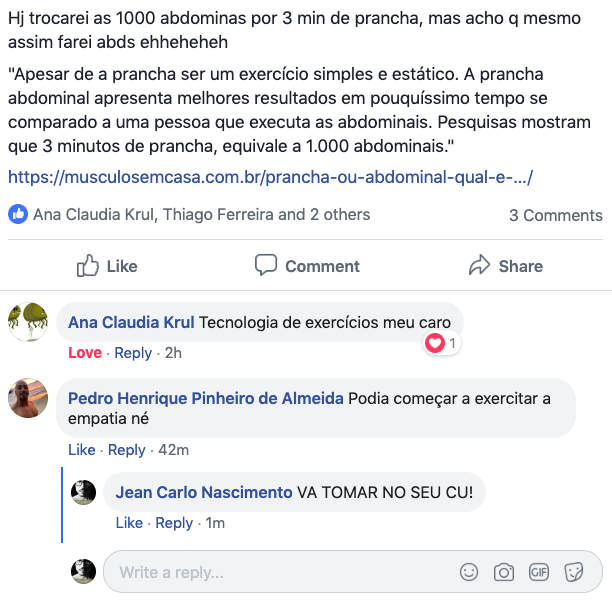 Hj trocarei as 1000 abdominas por 3 min de prancha, mas acho q mesmo
assim farei abds ehheheheh
"Apesar de a prancha ser um exercício simples e estático. A prancha
abdominal apresenta melhores resultados em pouquíssimo tempo se
comparado a uma pessoa que executa as abdominais. Pesquisas mostram
que 3 minutos de prancha, equivale a 1.000 abdominais."
https://musculosemcasa.com.br/prancha-ou-abdominal-qual-e-.../
Ana Claudia Krul, Thiago Ferreira and 2 others 3 Comments
Like Comment Share
Ana Claudia Krul Tecnologia de exercícios meu caro
1
Love · Reply · 2h
Pedro Henrique Pinheiro de Almeida Podia começar a exercitar a
empatia né
Like · Reply · 42m
Jean Carlo Nascimento VA TOMAR NO SEU CU!
Like · Reply · 1m
Write a reply... GIF